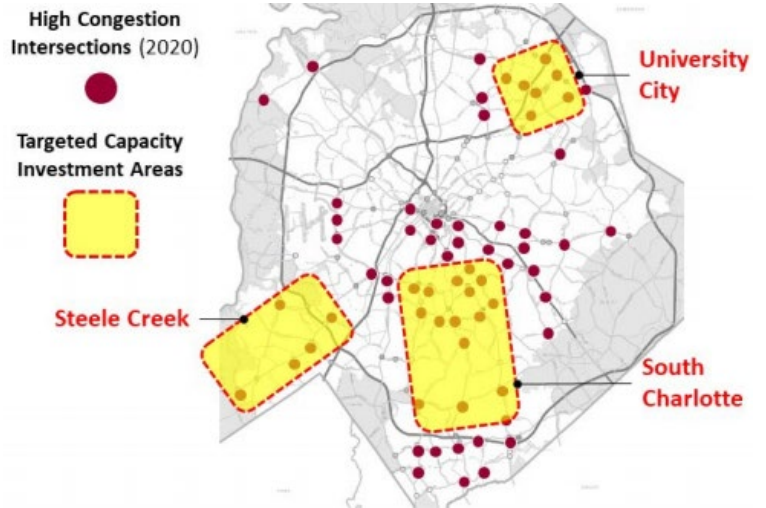 High Congestion
Intersections (2020)
Targeted Capacity
Investment Areas
University
City
Steele Creek
South
Charlotte